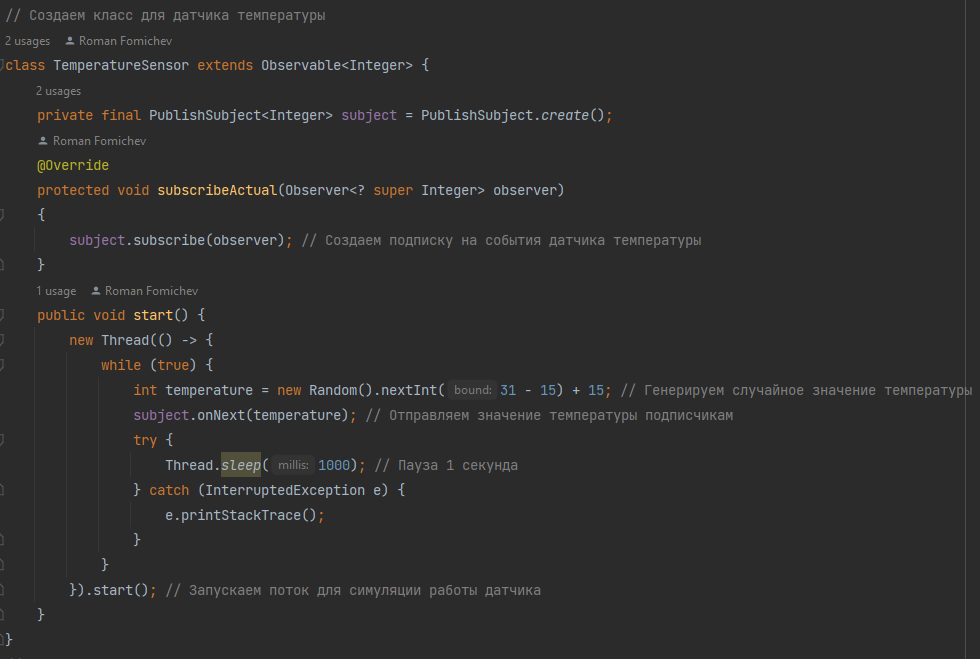 // Создаем класс для датчика температуры
2 usages Roman Fomichev
class TemperatureSensor extends Observable<Integer> {
2 usages
private final PublishSubject<Integer> subject = PublishSubject.create();
Roman Fomichev
@Override
protected void subscribeActual(Observer<? super Integer> observer)
{
subject.subscribe(observer); // Создаем подписку на события датчика температуры
}
1 usage Roman Fomichev
public void start() {
new Thread(() -> {
while (true) {
int temperature = new Random().nextInt( bound: 31 - 15) + 15; // Генерируем случайное значение температуры
subject.onNext(temperature); // Отправляем значение температуры подписчикам
try {
Thread.sleep( millis: 1000); // Пауза 1 секунда
} catch (InterruptedException e) {
e.printStackTrace();
}
}
}).start(); // Запускаем поток для симуляции работы датчика
}
}